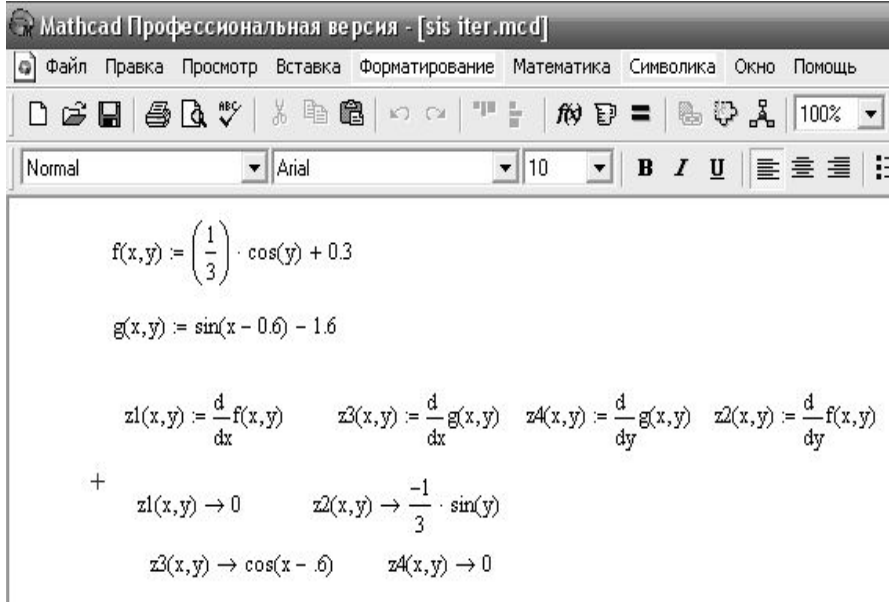 Mathcad Профессиональная версия - [sis iter.mcd]
Файл Правка Просмотр Вставка Форматирование Математика Символика Окно Помощь
ABC f(x) 100%
Normal Arial 10 B I U
f(x,y) := (1/3) · cos(y) + 0.3
g(x,y) := sin(x − 0.6) − 1.6
z1(x,y) := d/dx f(x,y) z3(x,y) := d/dx g(x,y) z4(x,y) := d/dy g(x,y) z2(x,y) := d/dy f(x,y)
z1(x,y) → 0 z2(x,y) → −1/3 · sin(y)
z3(x,y) → cos(x − .6) z4(x,y) → 0